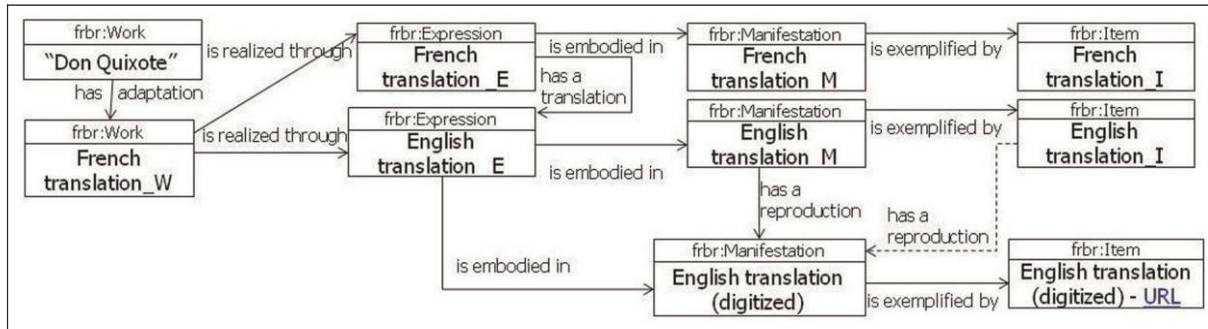 frbr:Work
“Don Quixote”
has adaptation
frbr:Work
French
translation_W
is realized through
is realized through
frbr:Expression
French
translation _E
has a
translation
frbr:Expression
English
translation _E
is embodied in
is embodied in
is embodied in
frbr:Manifestation
French
translation_M
frbr:Manifestation
English
translation_M
has a
reproduction
frbr:Manifestation
English translation
(digitized)
is exemplified by
is exemplified by
has a
reproduction
is exemplified by
frbr:Item
French
translation_I
frbr:Item
English
translation_I
frbr:Item
English translation
(digitized) - URL